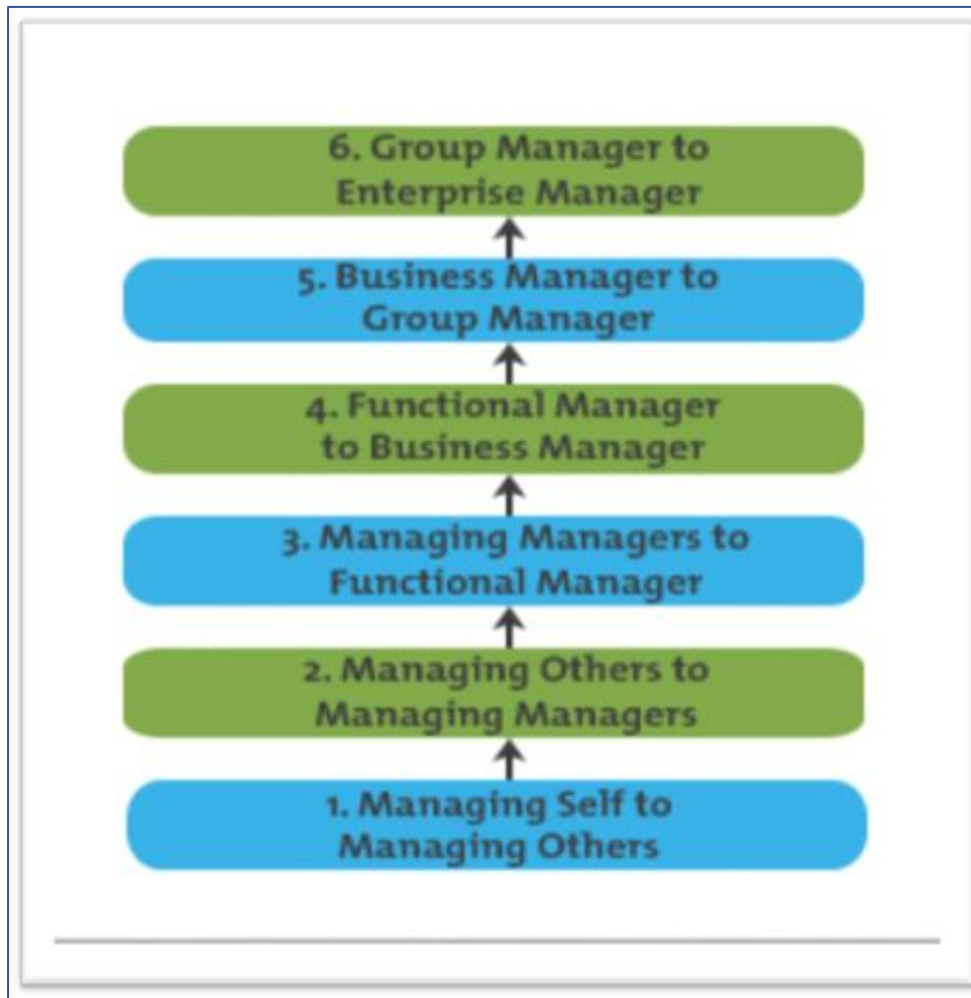 6. Group Manager to
Enterprise Manager
5. Business Manager to
Group Manager
4. Functional Manager
to Business Manager
3. Managing Managers to
Functional Manager
2. Managing Others to
Managing Managers
1. Managing Self to
Managing Others